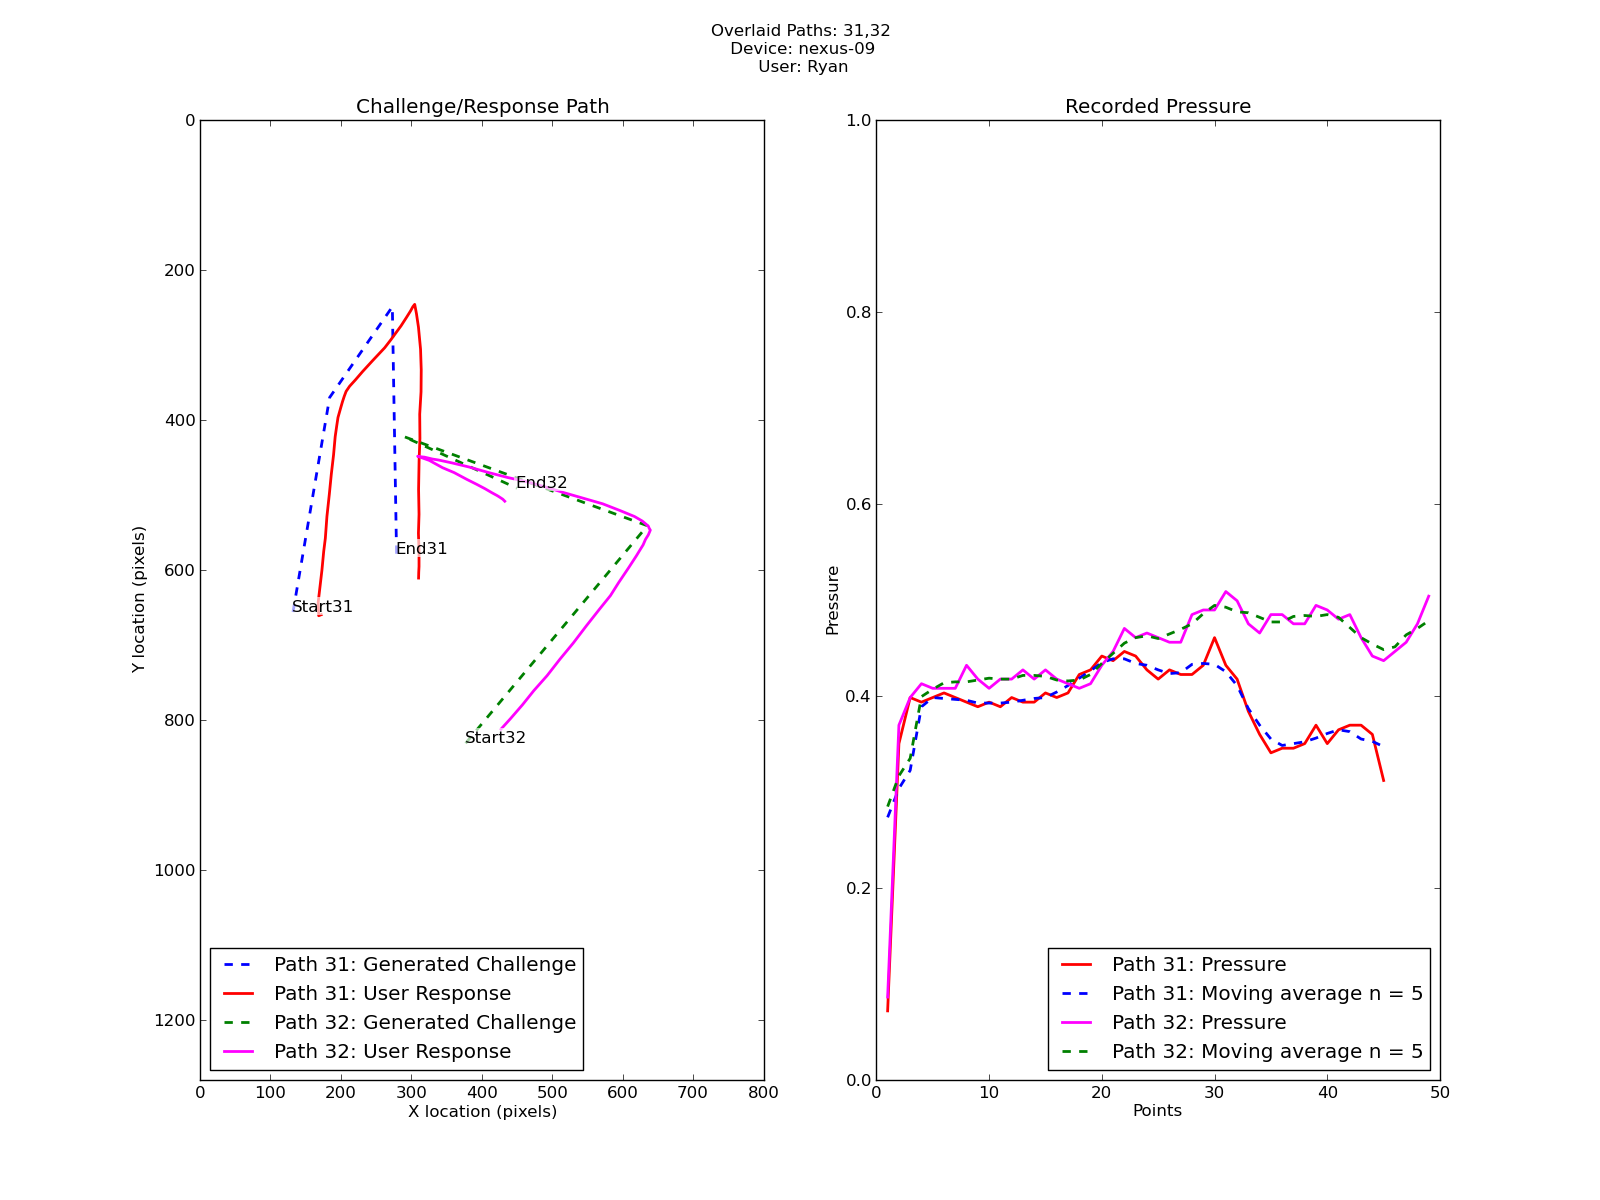 Overlaid Paths: 31,32
Device: nexus-09
User: Ryan
Challenge/Response Path
0
200
400
600
800
1000
1200
Y location (pixels)
Start31
End31
End32
Start32
Path 31: Generated Challenge
Path 31: User Response
Path 32: Generated Challenge
Path 32: User Response
0 100 200 300 400 500 600 700 800
X location (pixels)
Recorded Pressure
1.0
0.8
0.6
0.4
0.2
0.0
Pressure
Path 31: Pressure
Path 31: Moving average n = 5
Path 32: Pressure
Path 32: Moving average n = 5
0 10 20 30 40 50
Points